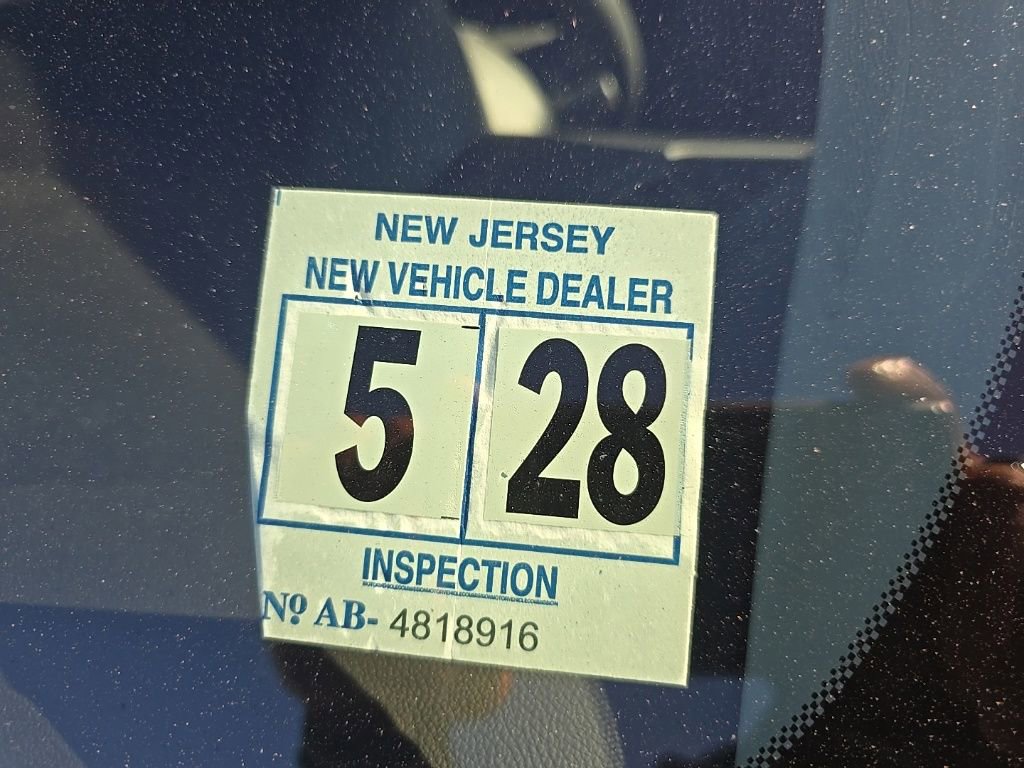 NEW JERSEY
NEW VEHICLE DEALER
5 28
INSPECTION
Nº AB- 4818916